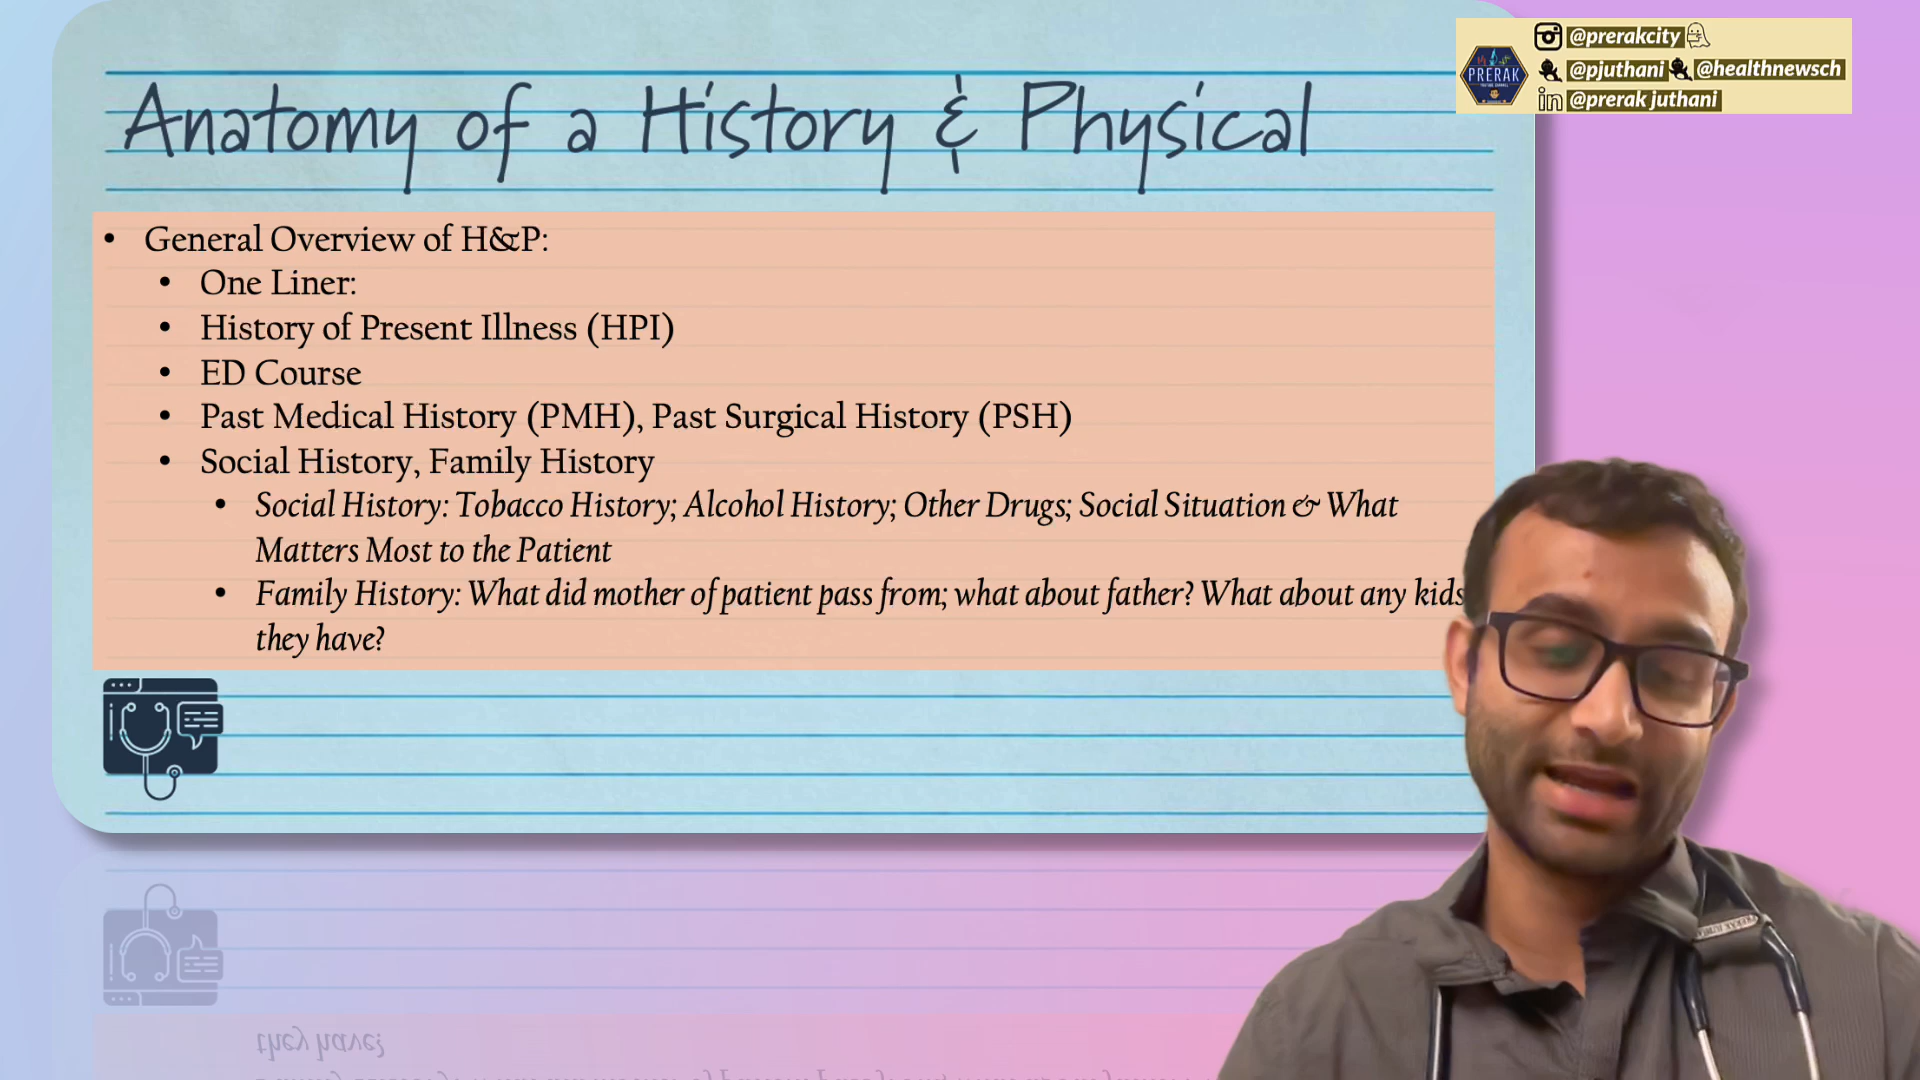 Anatomy of a History & Physical
@prerakcity
@pjuthani @healthnewsch
in @prerak juthani
PRERAK
• General Overview of H&P:
• One Liner:
• History of Present Illness (HPI)
• ED Course
• Past Medical History (PMH), Past Surgical History (PSH)
• Social History, Family History
• Social History: Tobacco History; Alcohol History; Other Drugs; Social Situation & What
Matters Most to the Patient
• Family History: What did mother of patient pass from; what about father? What about any kids
they have?
they have?